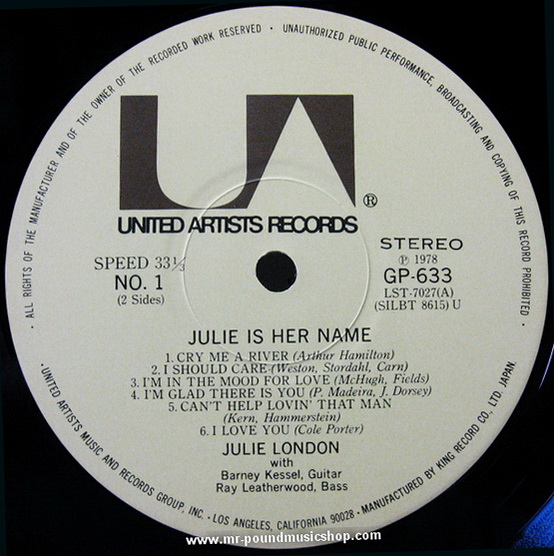 ALL RIGHTS OF THE MANUFACTURER AND OF THE OWNER OF THE RECORDED WORK RESERVED · UNAUTHORIZED PUBLIC PERFORMANCE, BROADCASTING AND COPYING OF THIS RECORD PROHIBITED ·
UA ®
UNITED ARTISTS RECORDS
SPEED 33⅓
NO. 1
(2 Sides)
STEREO
Ⓟ 1978
GP-633
LST-7027(A)
(SILBT 8615) U
JULIE IS HER NAME
1. CRY ME A RIVER (Arthur Hamilton)
2. I SHOULD CARE (Weston, Stordahl, Carn)
3. I'M IN THE MOOD FOR LOVE (McHugh, Fields)
4. I'M GLAD THERE IS YOU (P. Madeira, J. Dorsey)
5. CAN'T HELP LOVIN' THAT MAN
(Kern, Hammerstein)
6. I LOVE YOU (Cole Porter)
JULIE LONDON
with
Barney Kessel, Guitar
Ray Leatherwood, Bass
· UNITED ARTISTS MUSIC AND RECORDS GROUP, INC. · LOS ANGELES, CALIFORNIA 90028 · MANUFACTURED BY KING RECORD CO., LTD. JAPAN.
www.mr-poundmusicshop.com